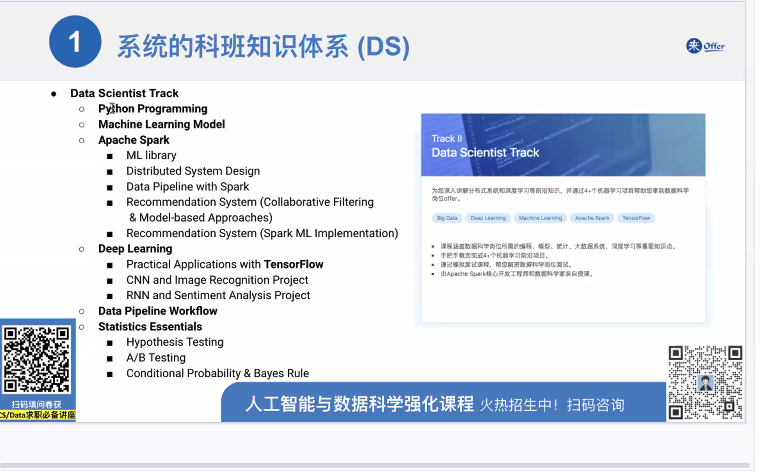 1
系统的科班知识体系 (DS)
来 Offer
● Data Scientist Track
○ Python Programming
○ Machine Learning Model
○ Apache Spark
■ ML library
■ Distributed System Design
■ Data Pipeline with Spark
■ Recommendation System (Collaborative Filtering
& Model-based Approaches)
■ Recommendation System (Spark ML Implementation)
○ Deep Learning
■ Practical Applications with TensorFlow
■ CNN and Image Recognition Project
■ RNN and Sentiment Analysis Project
○ Data Pipeline Workflow
○ Statistics Essentials
■ Hypothesis Testing
■ A/B Testing
■ Conditional Probability & Bayes Rule
Track II
Data Scientist Track
为您深入讲解分布式系统和深度学习等前沿知识，并通过4+个机器学习项目帮助您拿到数据科学
岗位offer。
Big Data Deep Learning Machine Learning Apache Spark TensorFlow
课程涵盖数据科学岗位所需的编程、模型、统计、大数据系统、深度学习等重要知识点。
手把手教您完成4+个机器学习前沿项目。
通过模拟面试课程，帮您解密数据科学岗位面试。
由Apache Spark核心开发工程师和数据科学家亲自授课。
扫码填问卷获
CS/Data求职必备讲座
人工智能与数据科学强化课程 火热招生中！扫码咨询